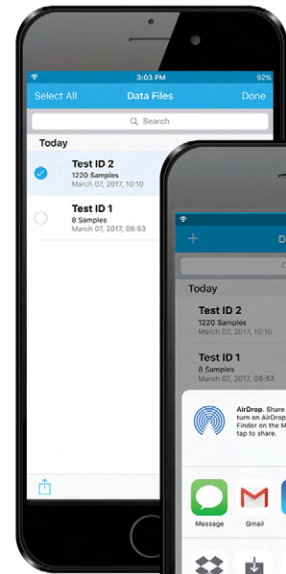 3:03 PM
92%
Select All
Data Files
Done
Search
Today
Test ID 2
1220 Samples
March 07, 2017, 10:10
Test ID 1
8 Samples
March 07, 2017, 09:53
Today
Test ID 2
1220 Samples
March 07, 2017, 10:10
Test ID 1
8 Samples
March 07, 2017, 09:53
AirDrop. Share
turn on AirDrop
Finder on the M
tap to share.
Message
Gmail